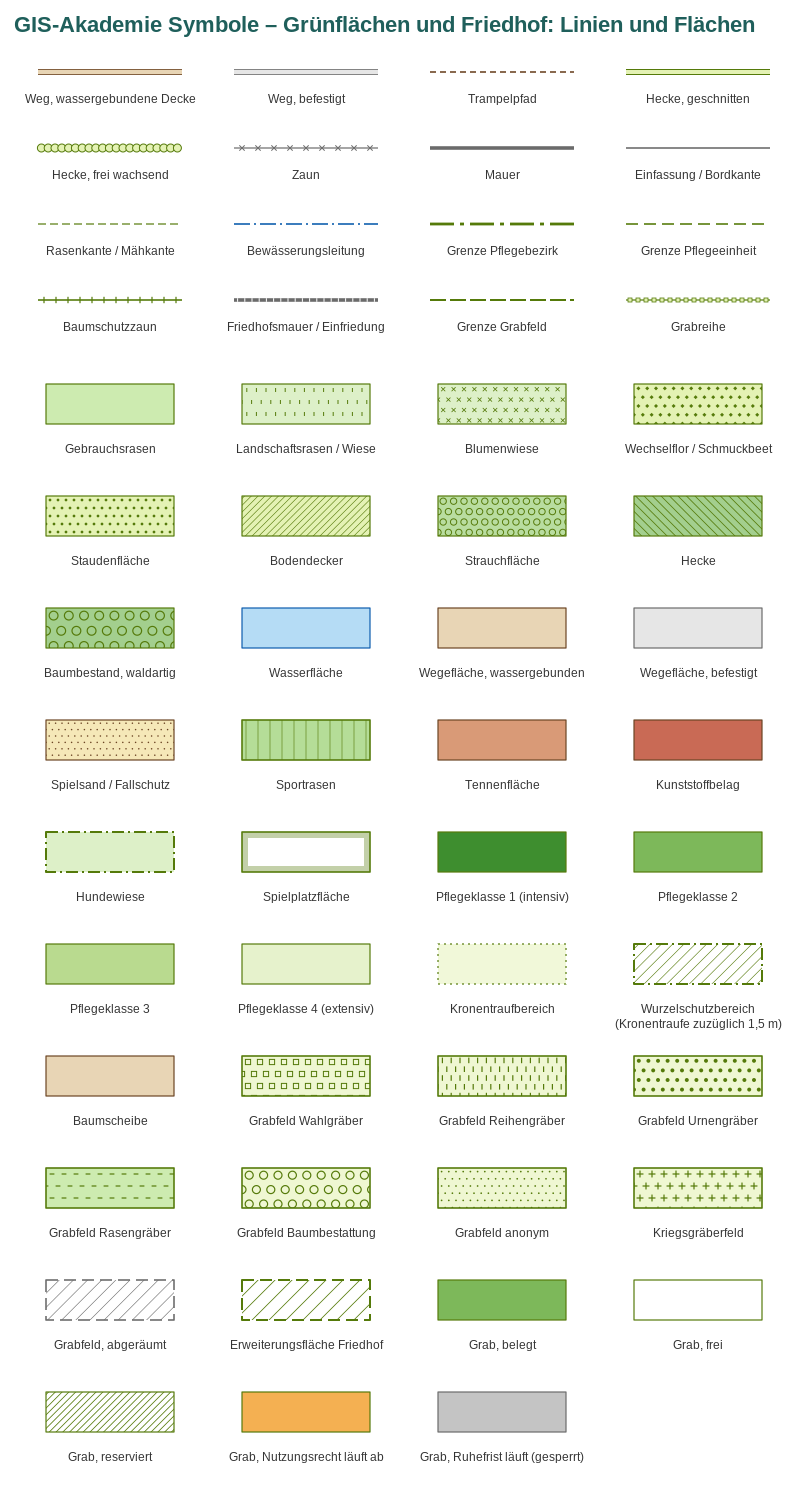 GIS-Akademie Symbole – Grünflächen und Friedhof: Linien und Flächen
Weg, wassergebundene Decke
Weg, befestigt
Trampelpfad
Hecke, geschnitten
Hecke, frei wachsend
Zaun
Mauer
Einfassung / Bordkante
Rasenkante / Mähkante
Bewässerungsleitung
Grenze Pflegebezirk
Grenze Pflegeeinheit
Baumschutzzaun
Friedhofsmauer / Einfriedung
Grenze Grabfeld
Grabreihe
Gebrauchsrasen
Landschaftsrasen / Wiese
Blumenwiese
Wechselflor / Schmuckbeet
Staudenfläche
Bodendecker
Strauchfläche
Hecke
Baumbestand, waldartig
Wasserfläche
Wegefläche, wassergebunden
Wegefläche, befestigt
Spielsand / Fallschutz
Sportrasen
Tennenfläche
Kunststoffbelag
Hundewiese
Spielplatzfläche
Pflegeklasse 1 (intensiv)
Pflegeklasse 2
Pflegeklasse 3
Pflegeklasse 4 (extensiv)
Kronentraufbereich
Wurzelschutzbereich
(Kronentraufe zuzüglich 1,5 m)
Baumscheibe
Grabfeld Wahlgräber
Grabfeld Reihengräber
Grabfeld Urnengräber
Grabfeld Rasengräber
Grabfeld Baumbestattung
Grabfeld anonym
Kriegsgräberfeld
Grabfeld, abgeräumt
Erweiterungsfläche Friedhof
Grab, belegt
Grab, frei
Grab, reserviert
Grab, Nutzungsrecht läuft ab
Grab, Ruhefrist läuft (gesperrt)